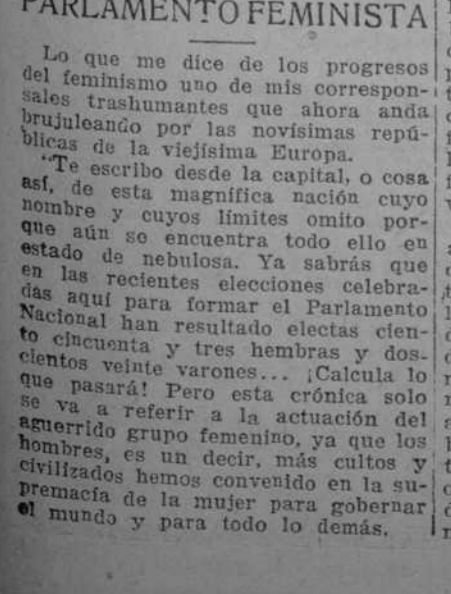 PARLAMENTO FEMINISTA
Lo que me dice de los progresos
del feminismo uno de mis correspon-
sales trashumantes que ahora anda
brujuleando por las novísimas repú-
blicas de la viejísima Europa.
"Te escribo desde la capital, o cosa
así, de esta magnífica nación cuyo
nombre y cuyos límites omito por-
que aún se encuentra todo ello en
estado de nebulosa. Ya sabrás que
en las recientes elecciones celebra-
das aquí para formar el Parlamento
Nacional han resultado electas cien-
to cincuenta y tres hembras y dos-
cientos veinte varones... ¡Calcula lo
que pasará! Pero esta crónica solo
se va a referir a la actuación del
aguerrido grupo femenino, ya que los
hombres, es un decir, más cultos y
civilizados hemos convenido en la su-
premacía de la mujer para gobernar
el mundo y para todo lo demás.